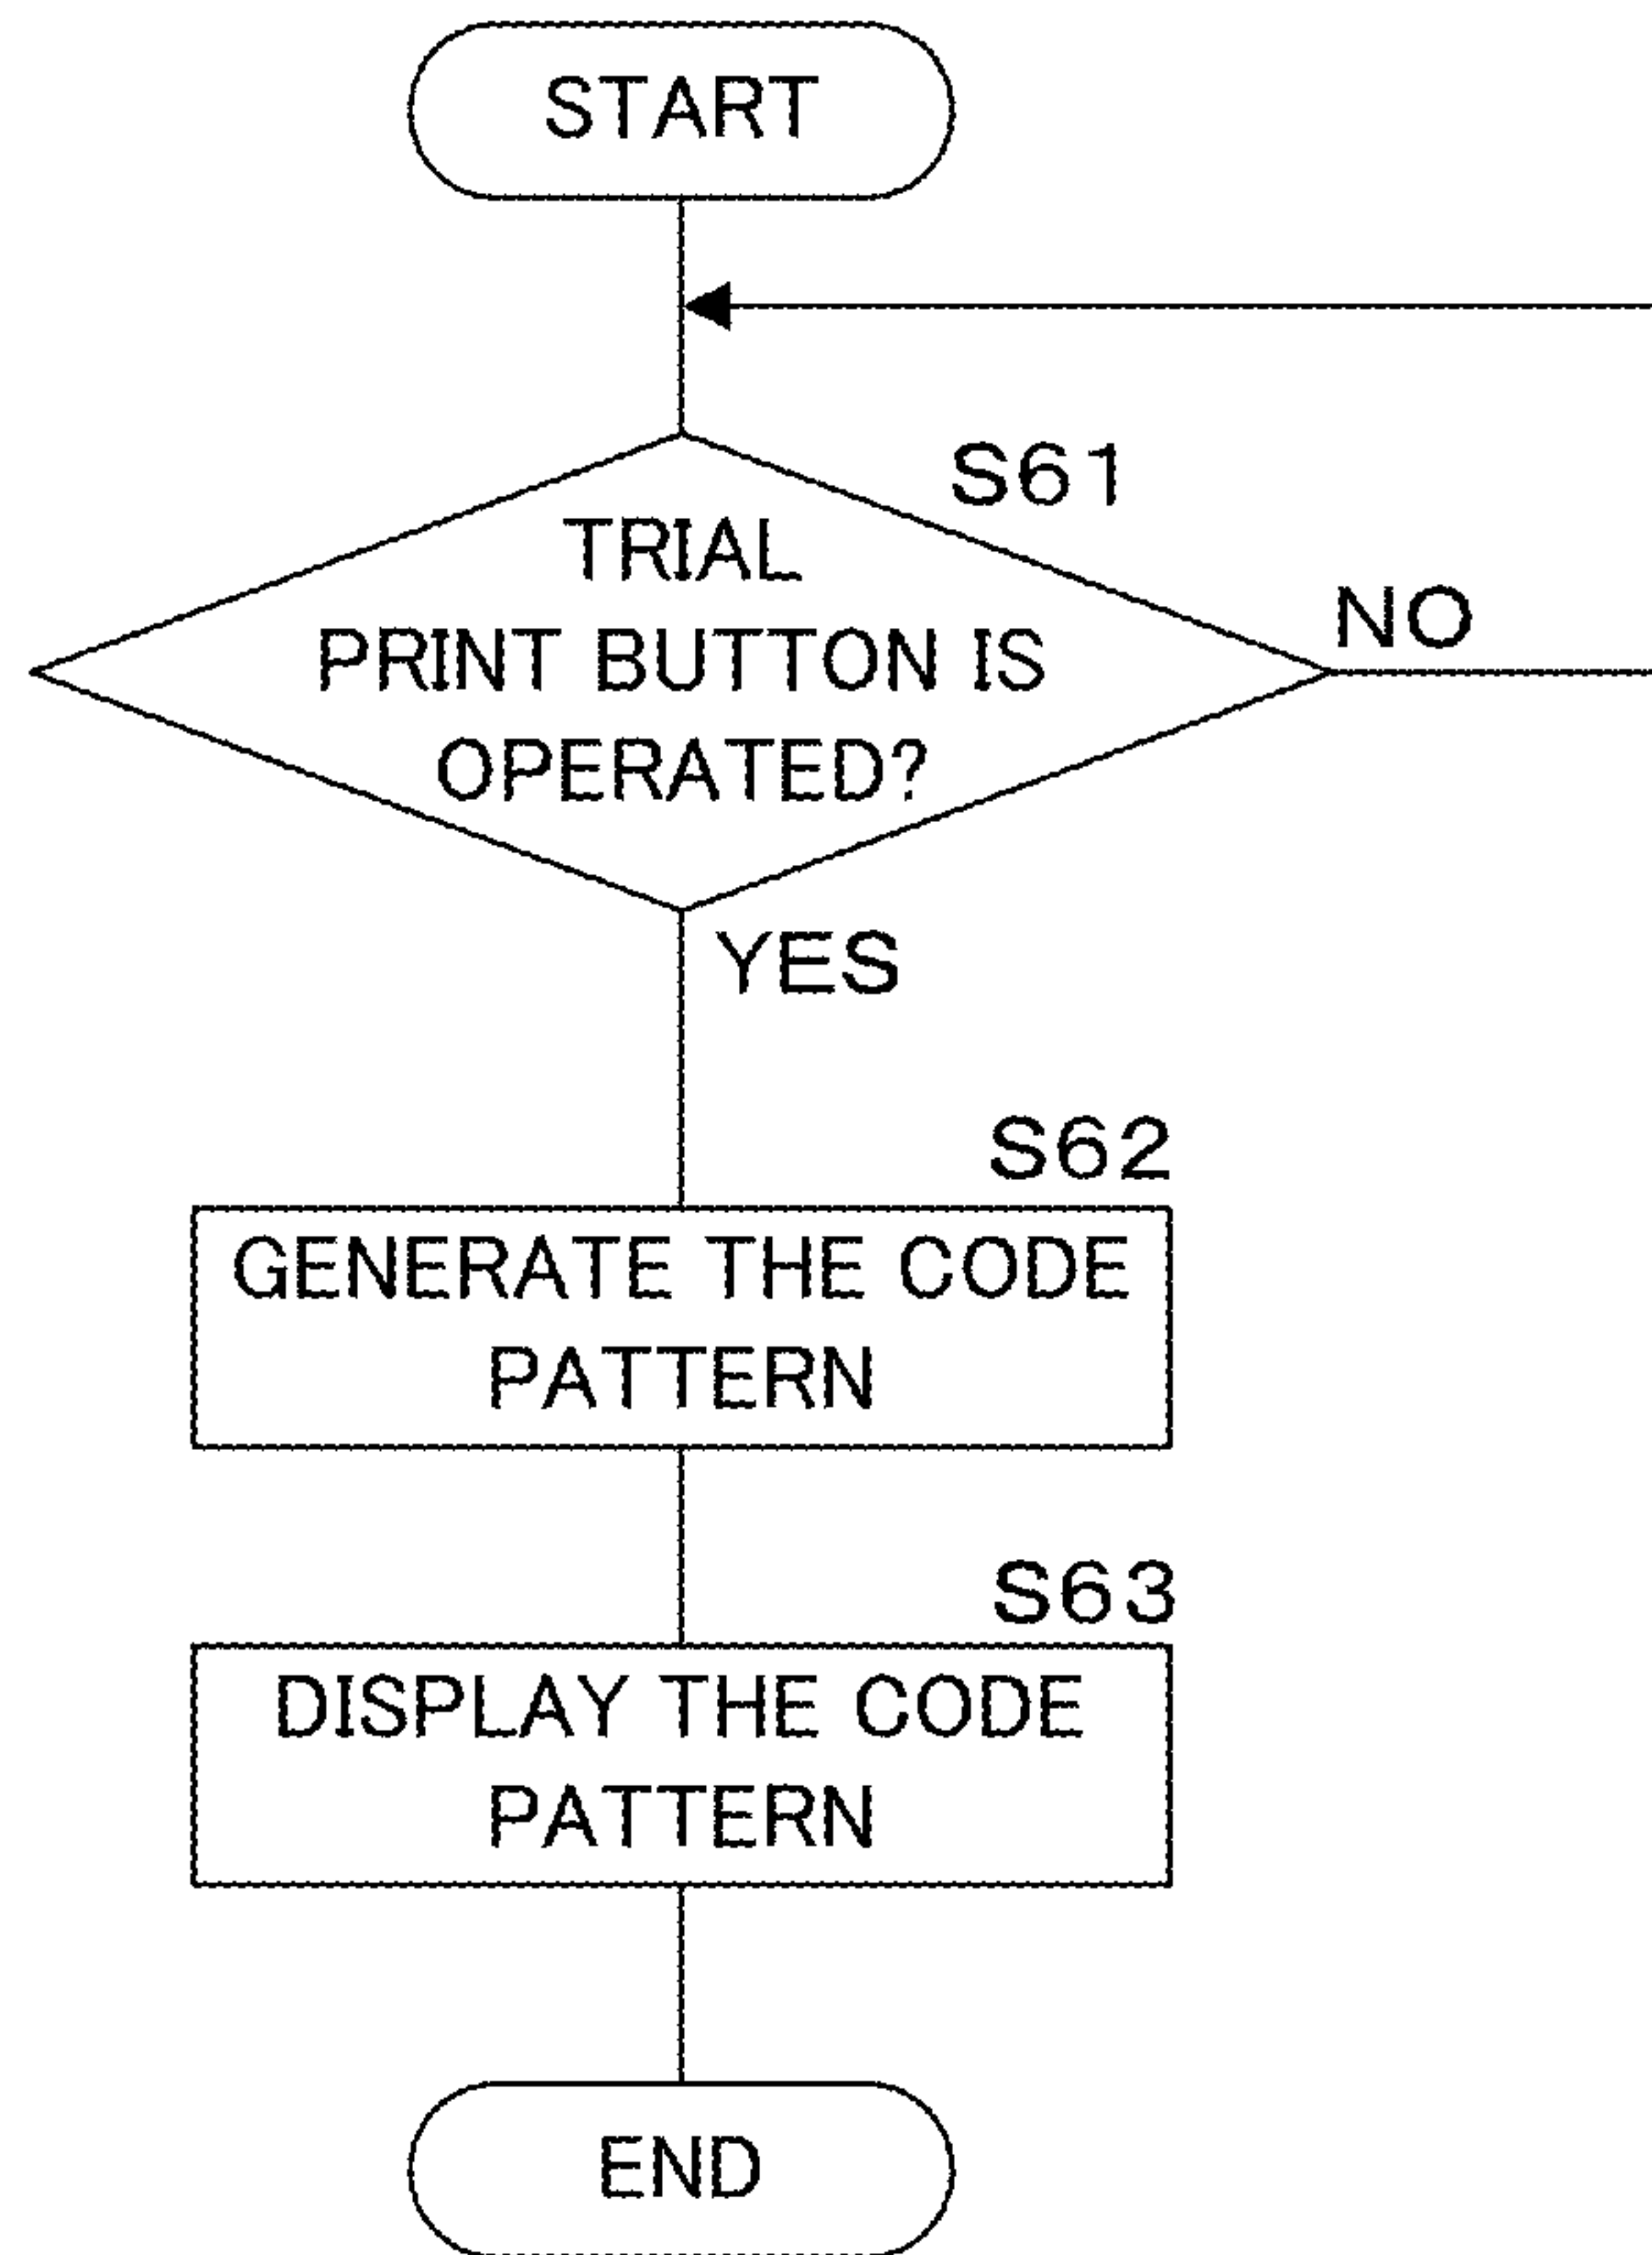 START
S61
TRIAL
PRINT BUTTON IS
OPERATED?
NO
YES
S62
GENERATE THE CODE
PATTERN
S63
DISPLAY THE CODE
PATTERN
END